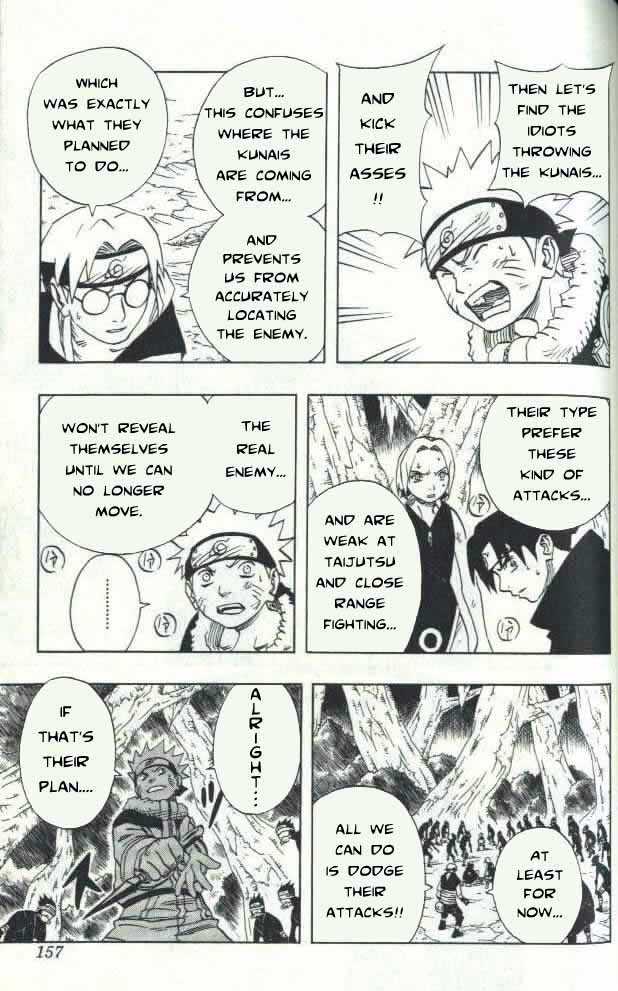 THEN LET'S
FIND THE
IDIOTS
THROWING
THE KUNAIS...
AND
KICK
THEIR
ASSES
!!
BUT...
THIS CONFUSES
WHERE THE
KUNAIS
ARE COMING
FROM...
AND
PREVENTS
US FROM
ACCURATELY
LOCATING
THE ENEMY.
WHICH
WAS EXACTLY
WHAT THEY
PLANNED
TO DO...
THEIR TYPE
PREFER
THESE
KIND OF
ATTACKS...
AND ARE
WEAK AT
TAIJUTSU
AND CLOSE
RANGE
FIGHTING...
THE
REAL
ENEMY...
WON'T REVEAL
THEMSELVES
UNTIL WE CAN
NO LONGER
MOVE.
.........
AT
LEAST
FOR
NOW...
ALL WE
CAN DO
IS DODGE
THEIR
ATTACKS!!
ALRIGHT...
IF
THAT'S
THEIR
PLAN....
157